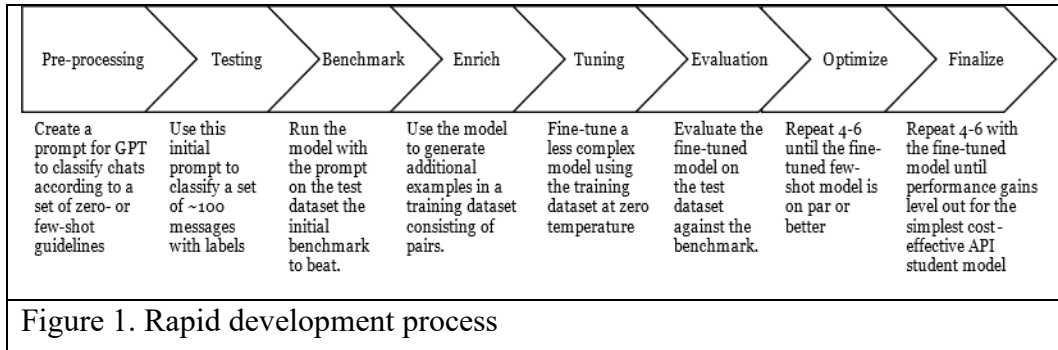 Pre-processing
Testing
Benchmark
Enrich
Tuning
Evaluation
Optimize
Finalize
Create a
prompt for GPT
to classify chats
according to a
set of zero- or
few-shot
guidelines
Use this
initial
prompt to
classify a set
of ~100
messages
with labels
Run the
model with
the prompt
on the test
dataset the
initial
benchmark
to beat.
Use the model
to generate
additional
examples in a
training dataset
consisting of
pairs.
Fine-tune a
less complex
model using
the training
dataset at zero
temperature
Evaluate the
fine-tuned
model on
the test
dataset
against the
benchmark.
Repeat 4-6
until the fine-
tuned few-
shot model is
on par or
better
Repeat 4-6 with
the fine-tuned
model until
performance gains
level out for the
simplest cost-
effective API
student model
Figure 1. Rapid development process